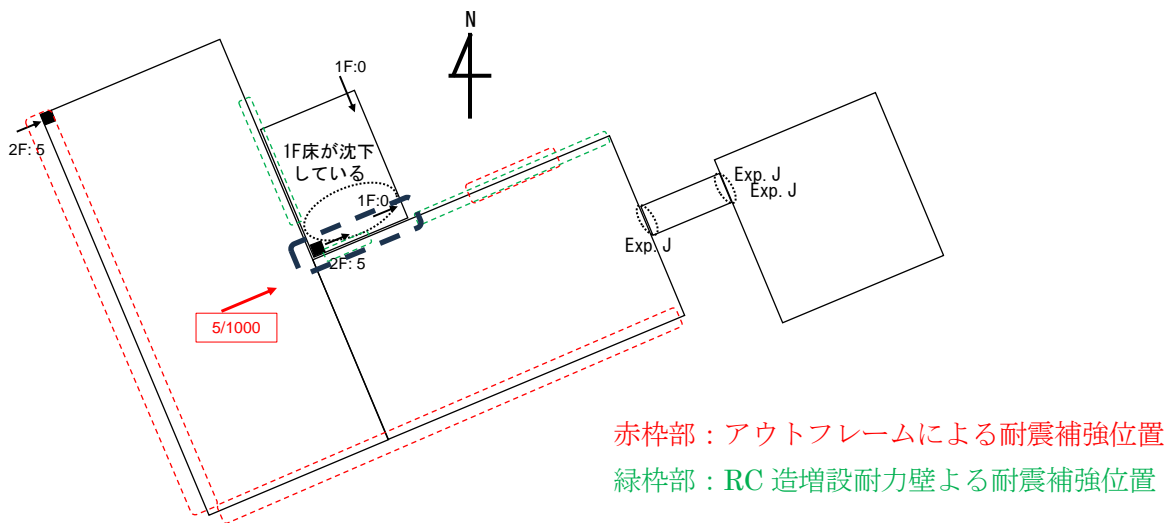 N
1F:0
2F: 5
1F床が沈下
している
1F:0
2F: 5
5/1000
Exp. J
Exp. J
Exp. J
赤枠部：アウトフレームによる耐震補強位置
緑枠部：RC 造増設耐力壁よる耐震補強位置